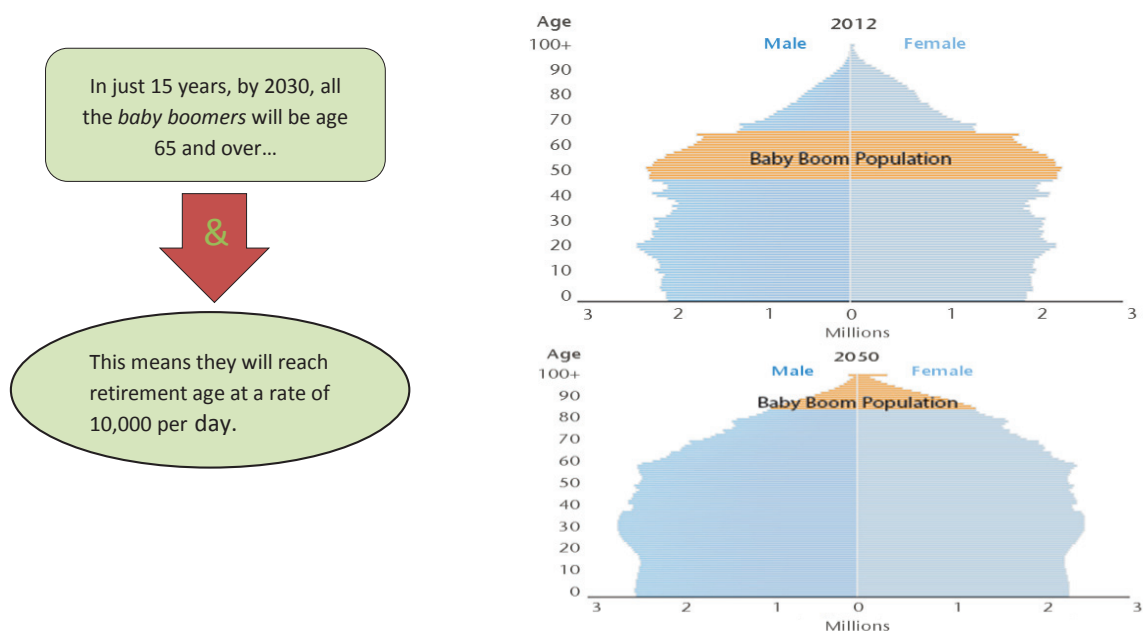 In just 15 years, by 2030, all
the baby boomers will be age
65 and over…
&
This means they will reach
retirement age at a rate of
10,000 per day.
Age
2012
100+
Male
Female
90
80
70
60
Baby Boom Population
50
40
30
20
10
0
3
2
1
0
1
2
3
Millions
Age
2050
100+
Male
Female
90
Baby Boom Population
80
70
60
50
40
30
20
10
0
3
2
1
0
1
2
3
Millions